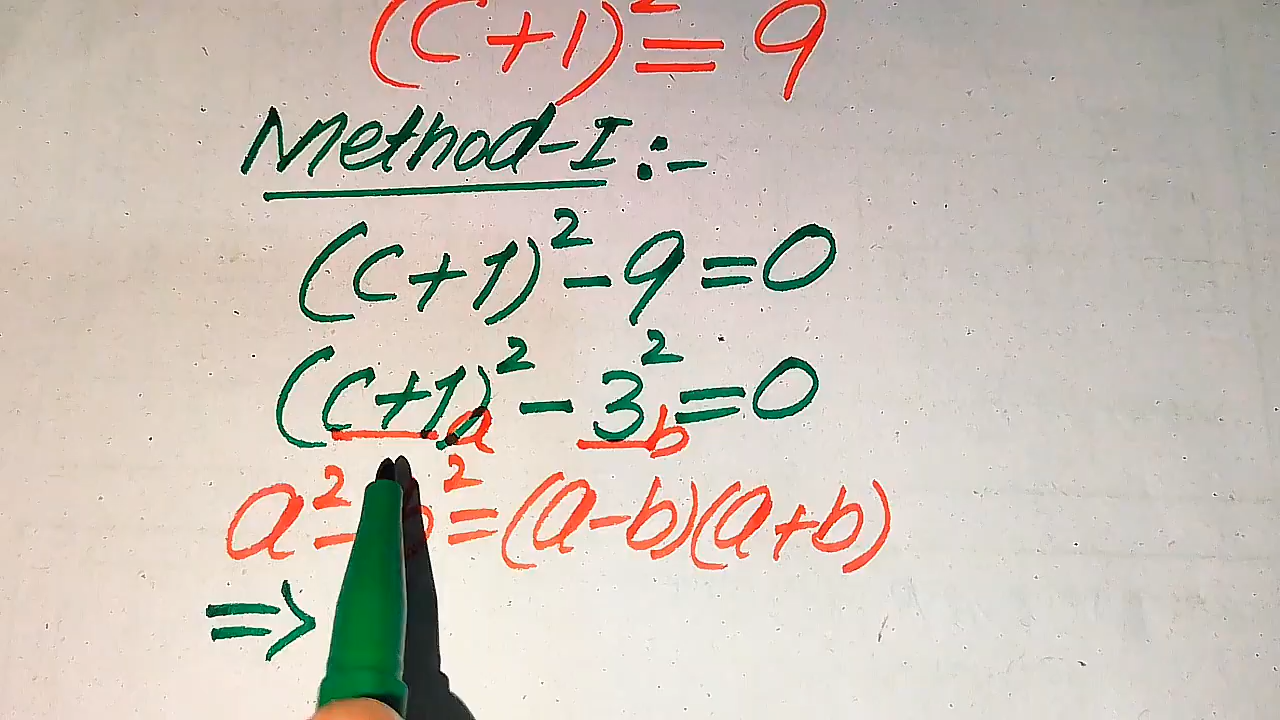 (C+1)²=9
Method-I:-
(c+1)²-9=0
(c+1)²-3²=0
a b
a²-b²=(a-b)(a+b)
=>